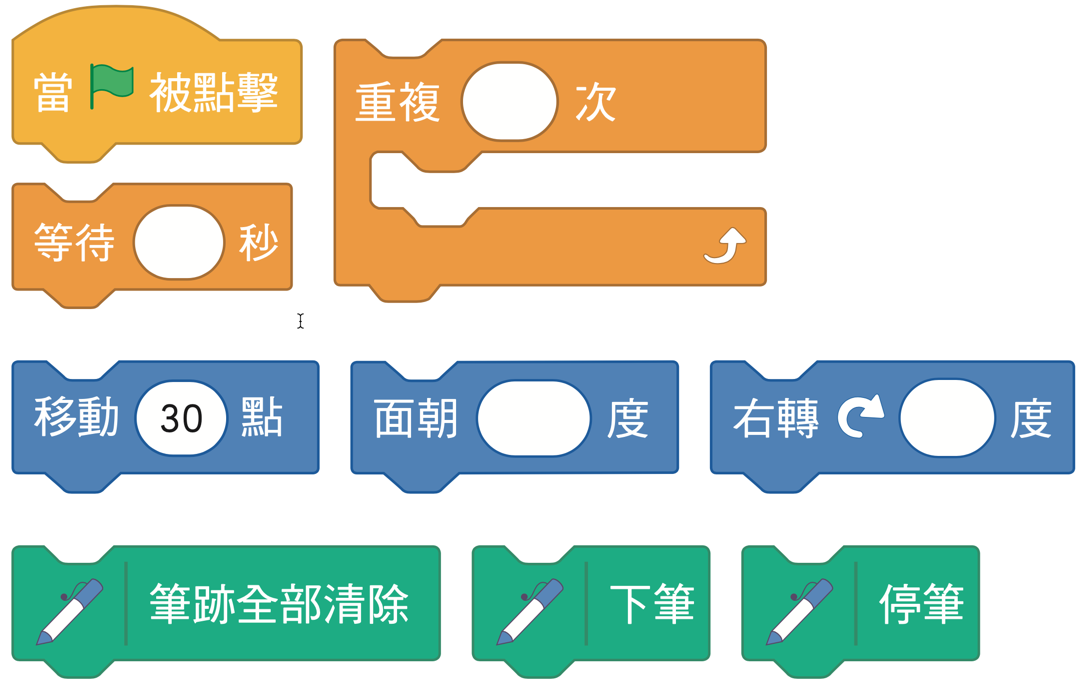 當 被點擊
重複 次
等待 秒
移動 30 點
面朝 度
右轉 度
筆跡全部清除
下筆
停筆